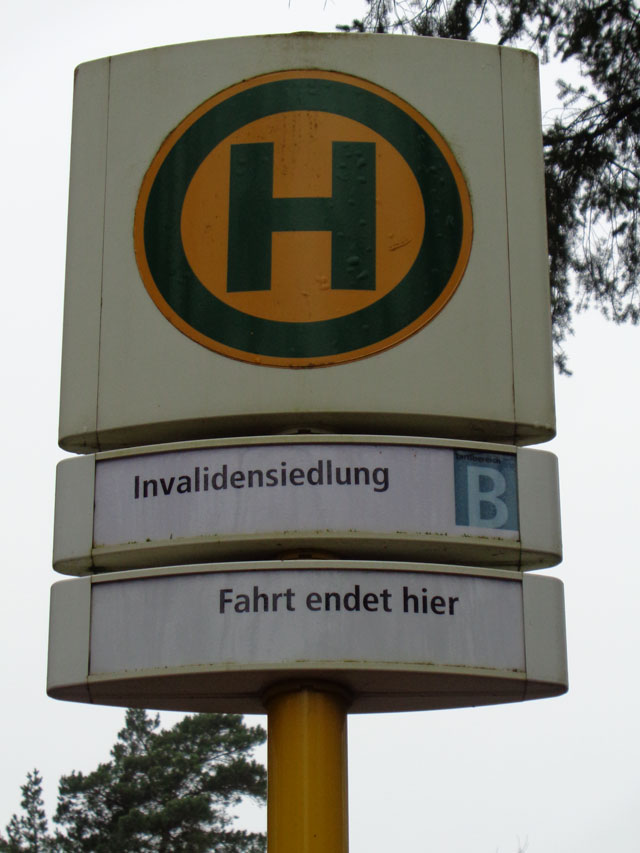 H
Invalidensiedlung
B
Fahrt endet hier